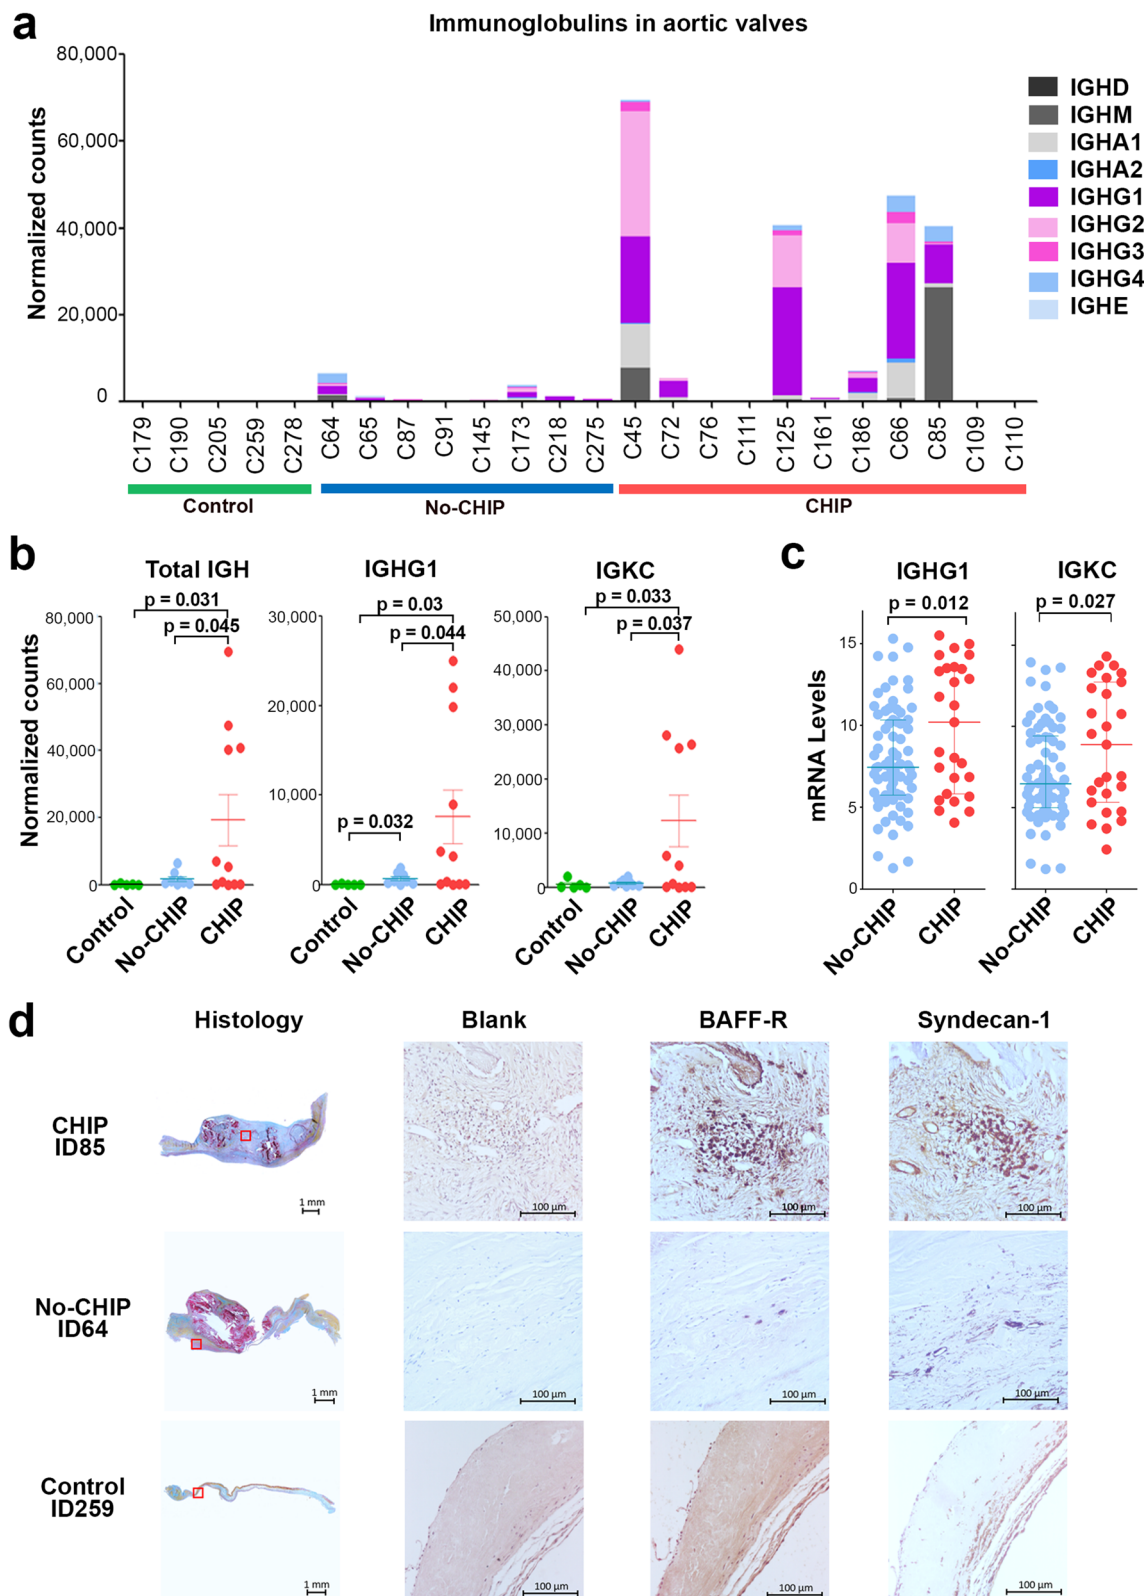 a
Immunoglobulins in aortic valves
Normalized counts
80,000
60,000
40,000
20,000
0
IGHD
IGHM
IGHA1
IGHA2
IGHG1
IGHG2
IGHG3
IGHG4
IGHE
C179 C190 C205 C259 C278 C64 C65 C87 C91 C145 C173 C218 C275 C45 C72 C76 C111 C125 C161 C186 C66 C85 C109 C110
Control No-CHIP CHIP
b
Total IGH
p = 0.031
p = 0.045
Normalized counts
80,000
60,000
40,000
20,000
0
Control No-CHIP CHIP
IGHG1
p = 0.03
p = 0.044
p = 0.032
30,000
20,000
10,000
0
Control No-CHIP CHIP
IGKC
p = 0.033
p = 0.037
50,000
40,000
30,000
20,000
10,000
0
Control No-CHIP CHIP
c
IGHG1
p = 0.012
mRNA Levels
15
10
5
0
No-CHIP CHIP
IGKC
p = 0.027
No-CHIP CHIP
d
Histology Blank BAFF-R Syndecan-1
CHIP
ID85
1 mm 100 µm 100 µm 100 µm
No-CHIP
ID64
1 mm 100 µm 100 µm 100 µm
Control
ID259
1 mm 100 µm 100 µm 100 µm